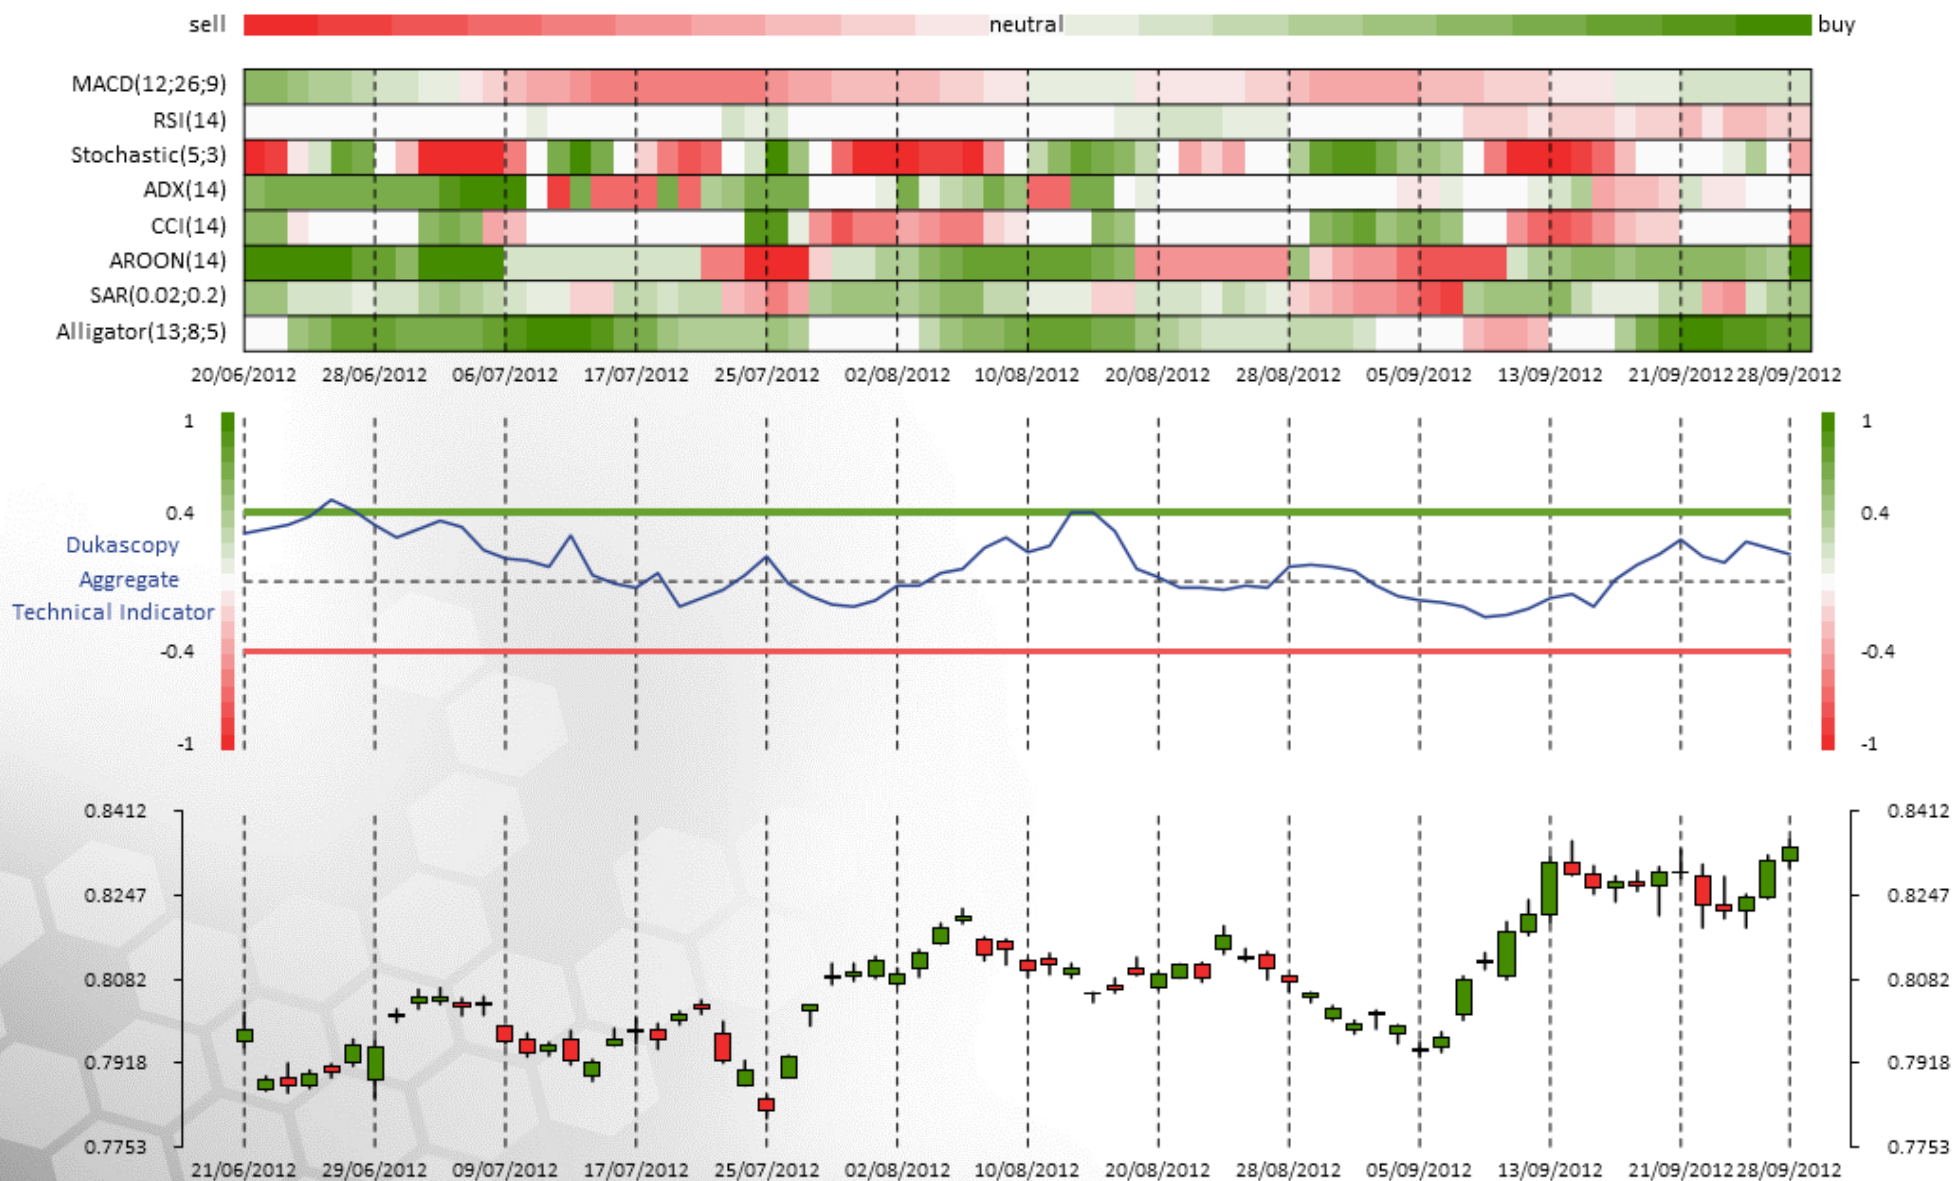 sell neutral buy
MACD(12;26;9)
RSI(14)
Stochastic(5;3)
ADX(14)
CCI(14)
AROON(14)
SAR(0.02;0.2)
Alligator(13;8;5)
20/06/2012 28/06/2012 06/07/2012 17/07/2012 25/07/2012 02/08/2012 10/08/2012 20/08/2012 28/08/2012 05/09/2012 13/09/2012 21/09/2012 28/09/2012
1 1
0.4 0.4
Dukascopy
Aggregate
Technical Indicator
-0.4 -0.4
-1 -1
0.8412 0.8412
0.8247 0.8247
0.8082 0.8082
0.7918 0.7918
0.7753 0.7753
21/06/2012 29/06/2012 09/07/2012 17/07/2012 25/07/2012 02/08/2012 10/08/2012 20/08/2012 28/08/2012 05/09/2012 13/09/2012 21/09/2012 28/09/2012